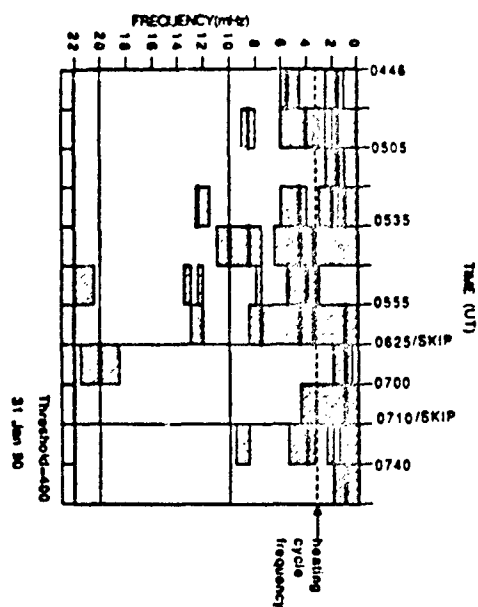 FREQUENCY(mHz)
22 20 18 16 14 12 10 8 6 4 2 0
0446
0505
0535
0555
0625/SKIP
0700
0710/SKIP
0740
TIME (UT)
heating
cycle
frequency
Threshold=400
31 Jan 90